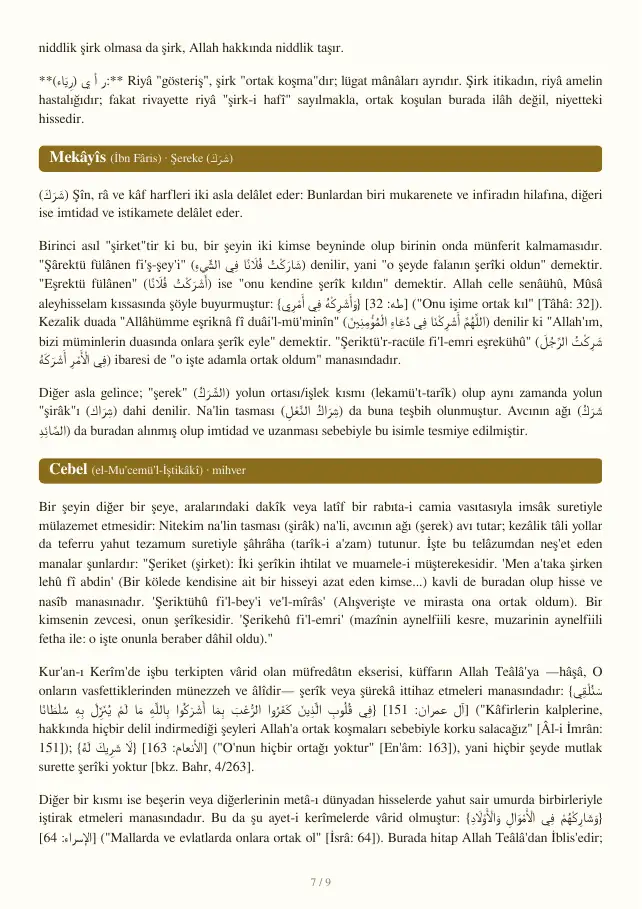 niddlik şirk olmasa da şirk, Allah hakkında niddlik taşır.
**(رِيَاء) ر أ ي:** Riyâ "gösteriş", şirk "ortak koşma"dır; lügat mânâları ayrıdır. Şirk itikadın, riyâ amelin
hastalığıdır; fakat rivayette riyâ "şirk-i hafî" sayılmakla, ortak koşulan burada ilâh değil, niyetteki
hissedir.
Mekâyîs (İbn Fâris) · Şereke (شَرَكَ)
(شَرَكَ) Şîn, râ ve kâf harfleri iki asla delâlet eder: Bunlardan biri mukarenete ve infiradın hilafına, diğeri
ise imtidad ve istikamete delâlet eder.
Birinci asıl "şirket"tir ki bu, bir şeyin iki kimse beyninde olup birinin onda münferit kalmamasıdır.
"Şârektü fülânen fi'ş-şey'i" (شَارَكْتُ فُلَانًا فِي الشَّيءِ) denilir, yani "o şeyde falanın şerîki oldun" demektir.
"Eşrektü fülânen" (أَشْرَكْتُ فُلَانًا) ise "onu kendine şerîk kıldın" demektir. Allah celle senâühû, Mûsâ
aleyhisselam kıssasında şöyle buyurmuştur: {وَأَشْرِكْهُ فِي أَمْرِي} [طه: 32] ("Onu işime ortak kıl" [Tâhâ: 32]).
Kezalik duada "Allâhümme eşriknâ fî duâi'l-mü'minîn" (اللَّهُمَّ أَشْرِكْنَا فِي دُعَاءِ الْمُؤْمِنِينَ) denilir ki "Allah'ım,
bizi müminlerin duasında onlara şerîk eyle" demektir. "Şeriktü'r-racüle fi'l-emri eşrekühû" (شَرِكْتُ الرَّجُلَ
فِي الْأَمْرِ أَشْرَكُهُ) ibaresi de "o işte adamla ortak oldum" manasındadır.
Diğer asla gelince; "şerek" (الشَّرَكُ) yolun ortası/işlek kısmı (lekamü't-tarîk) olup aynı zamanda yolun
"şirâk"ı (شِرَاك) dahi denilir. Na'lin tasması (شِرَاكُ النَّعْلِ) da buna teşbih olunmuştur. Avcının ağı (شَرَكُ
الصَّائِدِ) da buradan alınmış olup imtidad ve uzanması sebebiyle bu isimle tesmiye edilmiştir.
Cebel (el-Mu'cemü'l-İştikâkî) · mihver
Bir şeyin diğer bir şeye, aralarındaki dakîk veya latîf bir rabıta-i camia vasıtasıyla imsâk suretiyle
mülazemet etmesidir: Nitekim na'lin tasması (şirâk) na'li, avcının ağı (şerek) avı tutar; kezâlik tâli yollar
da teferru yahut tezamum suretiyle şâhrâha (tarîk-i a'zam) tutunur. İşte bu telâzumdan neş'et eden
manalar şunlardır: "Şeriket (şirket): İki şerîkin ihtilat ve muamele-i müşterekesidir. 'Men a'taka şirken
lehû fî abdin' (Bir kölede kendisine ait bir hisseyi azat eden kimse...) kavli de buradan olup hisse ve
nasîb manasınadır. 'Şeriktühû fi'l-bey'i ve'l-mîrâs' (Alışverişte ve mirasta ona ortak oldum). Bir
kimsenin zevcesi, onun şerîkesidir. 'Şerikehû fi'l-emri' (mazînin aynelfiili kesre, muzarinin aynelfiili
fetha ile: o işte onunla beraber dâhil oldu)."
Kur'an-ı Kerîm'de işbu terkipten vârid olan müfredâtın ekserisi, küffarın Allah Teâlâ'ya —hâşâ, O
onların vasfettiklerinden münezzeh ve âlîdir— şerîk veya şürekâ ittihaz etmeleri manasındadır: {سَنُلْقِي
فِي قُلُوبِ الَّذِينَ كَفَرُوا الرُّعْبَ بِمَا أَشْرَكُوا بِاللَّهِ مَا لَمْ يُنَزِّلْ بِهِ سُلْطَانًا} [آل عمران: 151] ("Kâfirlerin kalplerine,
hakkında hiçbir delil indirmediği şeyleri Allah'a ortak koşmaları sebebiyle korku salacağız" [Âl-i İmrân:
151]); {لَا شَرِيكَ لَهُ} [الأنعام: 163] ("O'nun hiçbir ortağı yoktur" [En'âm: 163]), yani hiçbir şeyde mutlak
surette şerîki yoktur [bkz. Bahr, 4/263].
Diğer bir kısmı ise beşerin veya diğerlerinin metâ-ı dünyadan hisselerde yahut sair umurda birbirleriyle
iştirak etmeleri manasındadır. Bu da şu ayet-i kerîmelerde vârid olmuştur: {وَشَارِكْهُمْ فِي الْأَمْوَالِ وَالْأَوْلَادِ}
[الإسراء: 64] ("Mallarda ve evlatlarda onlara ortak ol" [İsrâ: 64]). Burada hitap Allah Teâlâ'dan İblis'edir;
7 / 9